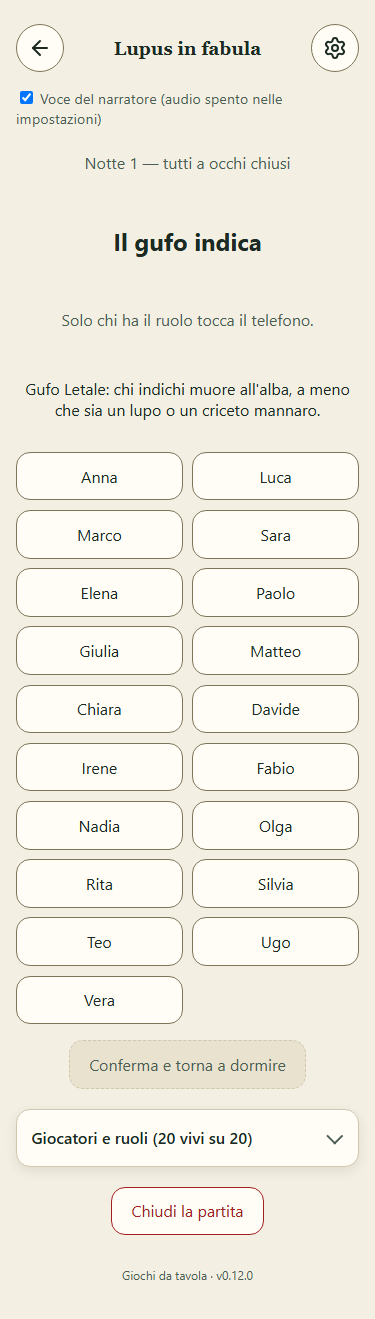 Lupus in fabula
Voce del narratore (audio spento nelle
impostazioni)
Notte 1 — tutti a occhi chiusi
Il gufo indica
Solo chi ha il ruolo tocca il telefono.
Gufo Letale: chi indichi muore all'alba, a meno
che sia un lupo o un criceto mannaro.
Anna
Luca
Marco
Sara
Elena
Paolo
Giulia
Matteo
Chiara
Davide
Irene
Fabio
Nadia
Olga
Rita
Silvia
Teo
Ugo
Vera
Conferma e torna a dormire
Giocatori e ruoli (20 vivi su 20)
Chiudi la partita
Giochi da tavola · v0.12.0